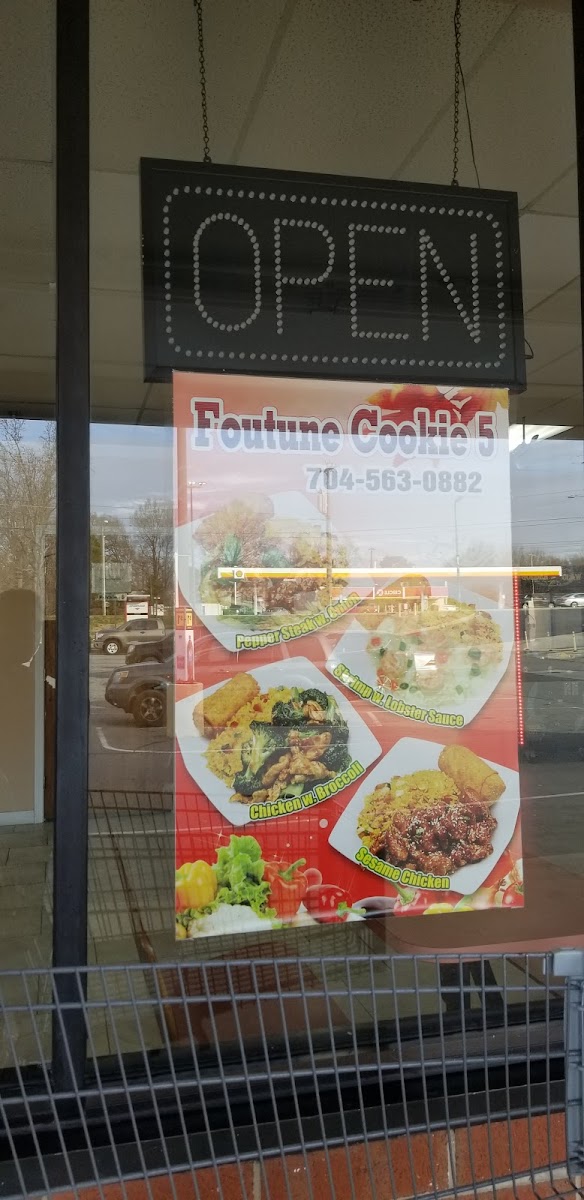 OPEN
Foutune Cookie 5
704-563-0882
Pepper Steak w. Onion
Shrimp w. Lobster Sauce
Chicken w. Broccoli
Sesame Chicken